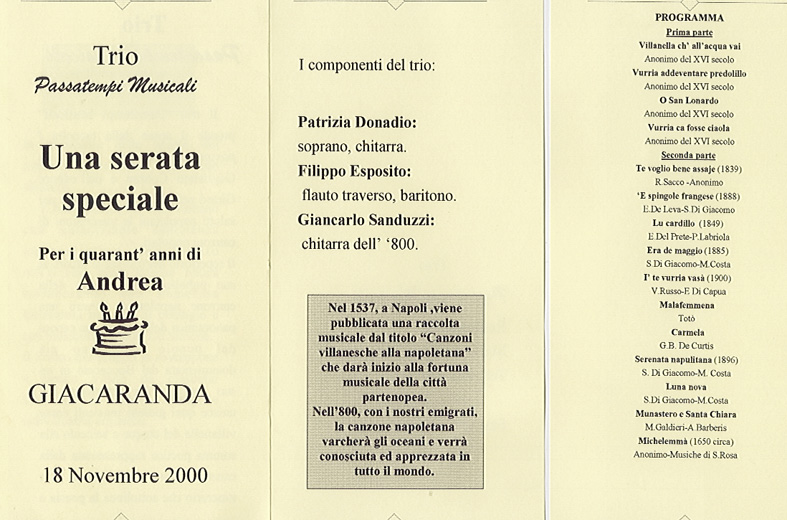 Trio
Passatempi Musicali
Una serata
speciale
Per i quarant' anni di
Andrea
GIACARANDA
18 Novembre 2000
I componenti del trio:
Patrizia Donadio:
soprano, chitarra.
Filippo Esposito:
flauto traverso, baritono.
Giancarlo Sanduzzi:
chitarra dell' '800.
Nel 1537, a Napoli ,viene
pubblicata una raccolta
musicale dal titolo “Canzoni
villanesche alla napoletana”
che darà inizio alla fortuna
musicale della città
partenopea.
Nell'800, con i nostri emigrati,
la canzone napoletana
varcherà gli oceani e verrà
conosciuta ed apprezzata in
tutto il mondo.
PROGRAMMA
Prima parte
Villanella ch' all'acqua vai
Anonimo del XVI secolo
Vurria addeventare predolillo
Anonimo del XVI secolo
O San Lonardo
Anonimo del XVI secolo
Vurria ca fosse ciaola
Anonimo del XVI secolo
Seconda parte
Te voglio bene assaje (1839)
R.Sacco -Anonimo
'E spingole frangese (1888)
E.De Leva-S.Di Giacomo
Lu cardillo (1849)
E.Del Prete-P.Labriola
Era de maggio (1885)
S.Di Giacomo-M.Costa
I' te vurria vasà (1900)
V.Russo-E Di Capua
Malafemmena
Totò
Carmela
G.B. De Curtis
Serenata napulitana (1896)
S. Di Giacomo-M. Costa
Luna nova
S.Di Giacomo-M.Costa
Munastero e Santa Chiara
M.Galdieri-A.Barberis
Michelemmà (1650 circa)
Anonimo-Musiche di S.Rosa